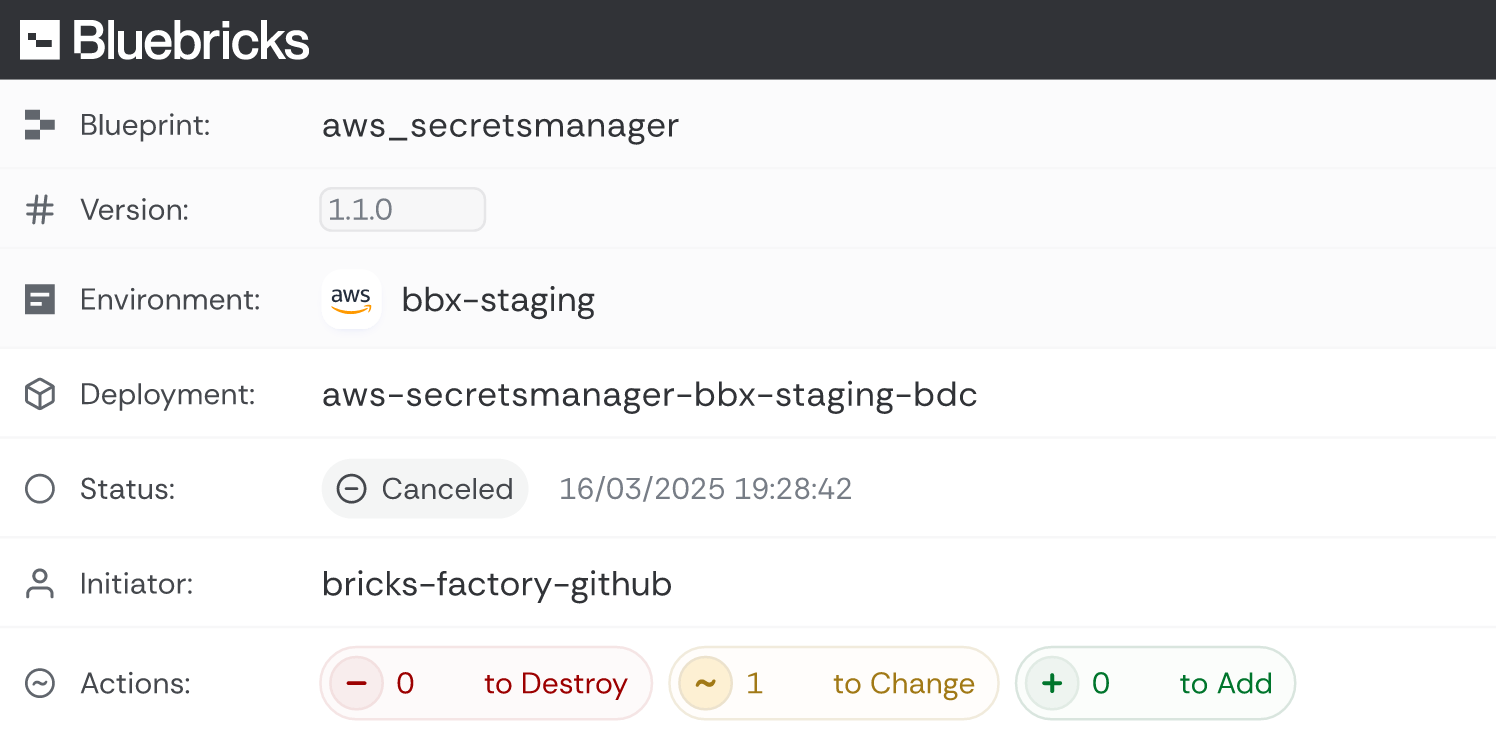 Bluebricks
Blueprint: aws_secretsmanager
# Version: 1.1.0
Environment: aws bbx-staging
Deployment: aws-secretsmanager-bbx-staging-bdc
Status: Canceled 16/03/2025 19:28:42
Initiator: bricks-factory-github
Actions: − 0 to Destroy ~ 1 to Change + 0 to Add